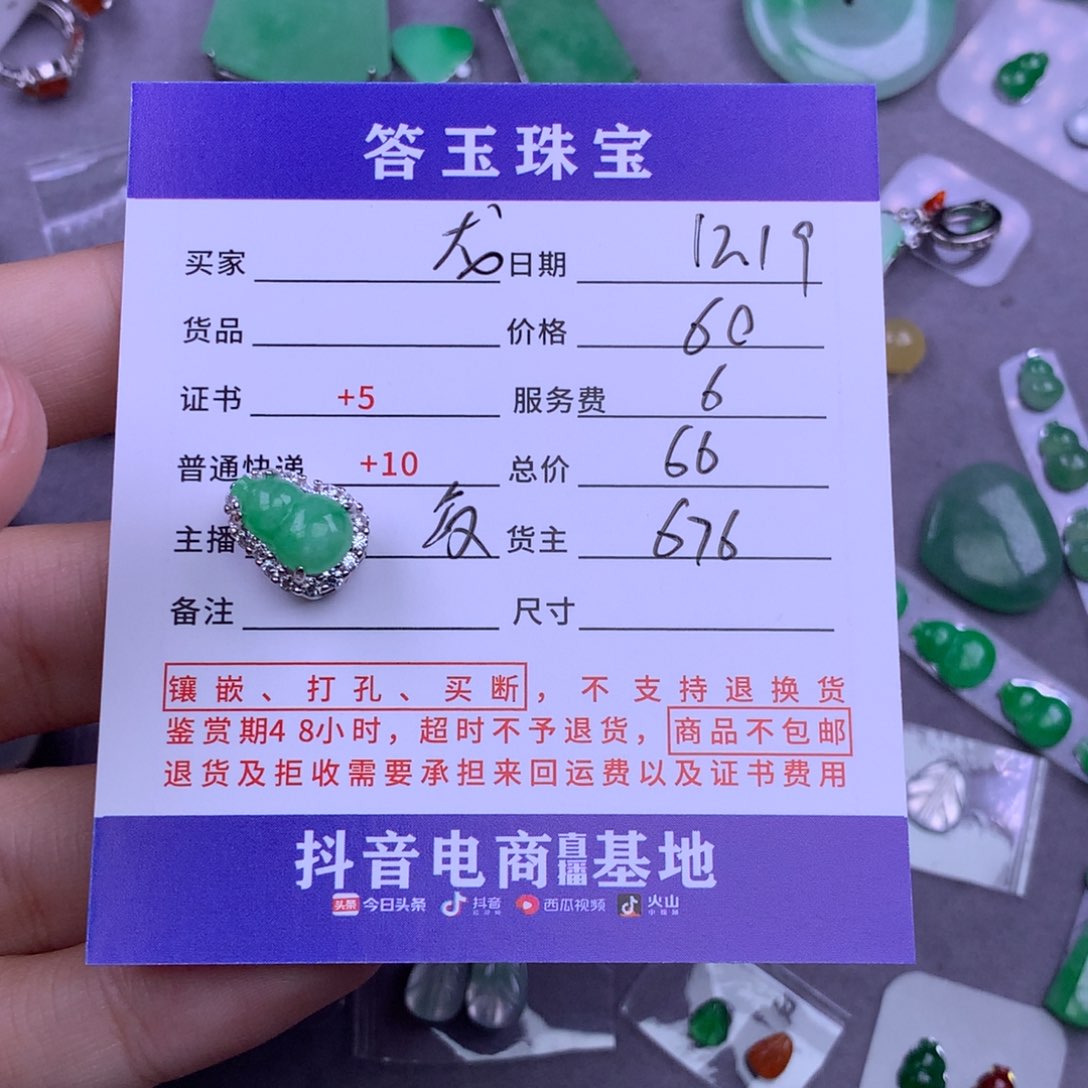 答玉珠宝
买家 日期 1219
货品 价格 60
证书 +5 服务费 6
普通快递 +10 总价 66
主播 货主 676
备注 尺寸
镶嵌、打孔、买断，不支持退换货
鉴赏期48小时，超时不予退货，商品不包邮
退货及拒收需要承担来回运费以及证书费用
抖音电商直播基地
头条 今日头条 抖音 西瓜视频 火山